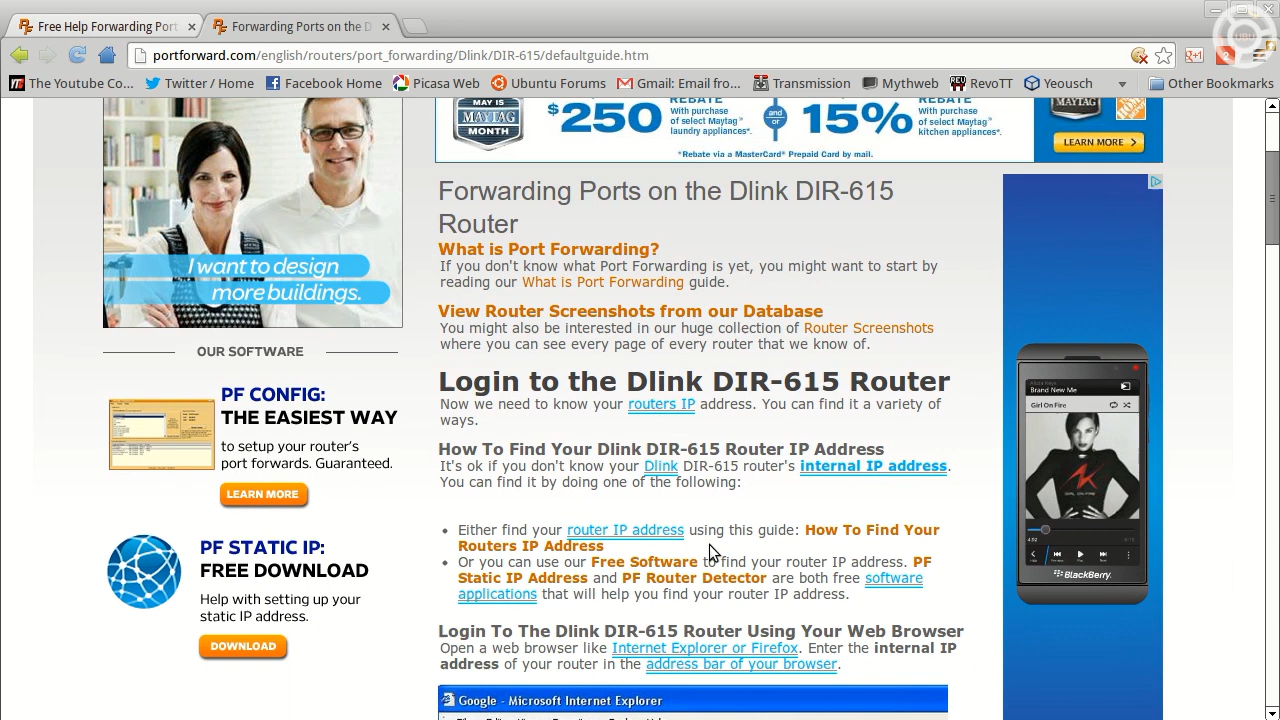 Free Help Forwarding Port
Forwarding Ports on the D
portforward.com/english/routers/port_forwarding/Dlink/DIR-615/defaultguide.htm
The YouTube Co...
Twitter / Home
Facebook Home
Picasa Web
Ubuntu Forums
Gmail: Email fro...
Transmission
Mythweb
RevoTT
Yeousch
Other Bookmarks
MAY IS
MAYTAG
MONTH
$250
REBATE
With purchase
of select Maytag®
laundry appliances*.
and/
or
15%
REBATE
With purchase
of select Maytag®
kitchen appliances*.
*Rebate via a MasterCard® Prepaid Card by mail.
MAYTAG
LEARN MORE >
I want to design
more buildings.
OUR SOFTWARE
PF CONFIG:
THE EASIEST WAY
to setup your router's
port forwards. Guaranteed.
LEARN MORE
PF STATIC IP:
FREE DOWNLOAD
Help with setting up your
static IP address.
DOWNLOAD
Forwarding Ports on the Dlink DIR-615
Router
What is Port Forwarding?
If you don't know what Port Forwarding is yet, you might want to start by
reading our What is Port Forwarding guide.
View Router Screenshots from our Database
You might also be interested in our huge collection of Router Screenshots
where you can see every page of every router that we know of.
Login to the Dlink DIR-615 Router
Now we need to know your routers IP address. You can find it a variety of
ways.
How To Find Your Dlink DIR-615 Router IP Address
It's ok if you don't know your Dlink DIR-615 router's internal IP address.
You can find it by doing one of the following:
• Either find your router IP address using this guide: How To Find Your
Routers IP Address
• Or you can use our Free Software to find your router IP address. PF
Static IP Address and PF Router Detector are both free software
applications that will help you find your router IP address.
Login To The Dlink DIR-615 Router Using Your Web Browser
Open a web browser like Internet Explorer or Firefox. Enter the internal IP
address of your router in the address bar of your browser.
Google - Microsoft Internet Explorer
Brand New Me
Girl On Fire
GIRL ON FIRE
BlackBerry